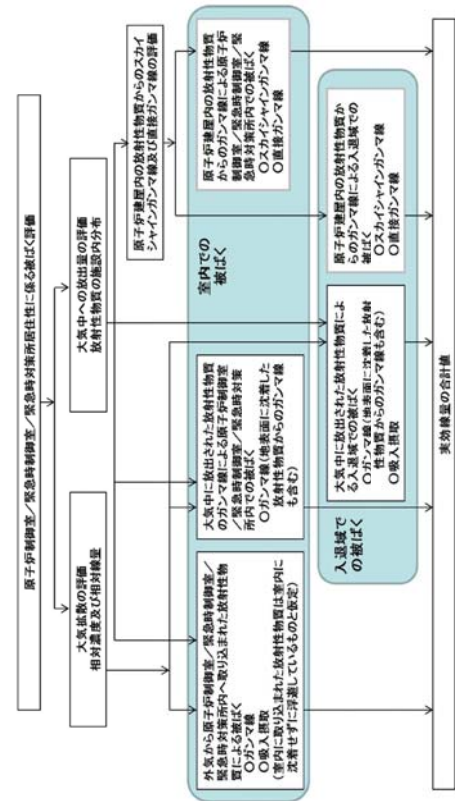 原子炉制御室／緊急時制御室／緊急時対策所居住性に係る被ばく評価
大気拡散の評価
相対濃度及び相対線量
大気中への放出量の評価
放射性物質の施設内分布
原子炉建屋内の放射性物質からのスカイ
シャインガンマ線及び直接ガンマ線の評価
室内での
被ばく
外気から原子炉制御室／緊急時制御室／
緊急時対策所内へ取り込まれた放射性物
質による被ばく
○ガンマ線
○吸入摂取
(室内に取り込まれた放射性物質は室内に
沈着せずに浮遊しているものと仮定)
大気中に放出された放射性物質
のガンマ線による原子炉制御室
／緊急時制御室／緊急時対策
所内での被ばく
○ガンマ線(地表面に沈着した
放射性物質からのガンマ線
も含む)
原子炉建屋内の放射性物質
からのガンマ線による原子炉
制御室／緊急時制御室／緊
急時対策所内での被ばく
○スカイシャインガンマ線
○直接ガンマ線
入退域で
の被ばく
大気中に放出された放射性物質によ
る入退域での被ばく
○ガンマ線(地表面に沈着した放射
性物質からのガンマ線も含む)
○吸入摂取
原子炉建屋内の放射性物質か
らのガンマ線による入退域での
被ばく
○スカイシャインガンマ線
○直接ガンマ線
実効線量の合計値